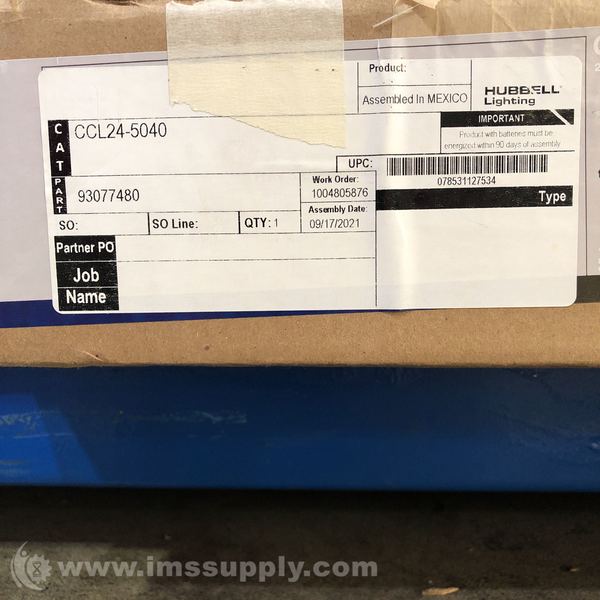 Product:
Assembled In MEXICO
HUBBELL
Lighting
IMPORTANT
Product with batteries must be
energized within 90 days of assembly
CAT
CCL24-5040
UPC:
078531127534
PART
93077480
Work Order:
1004805876
Type
SO:
SO Line:
QTY: 1
Assembly Date:
09/17/2021
Partner PO
Job
Name
www.imssupply.com